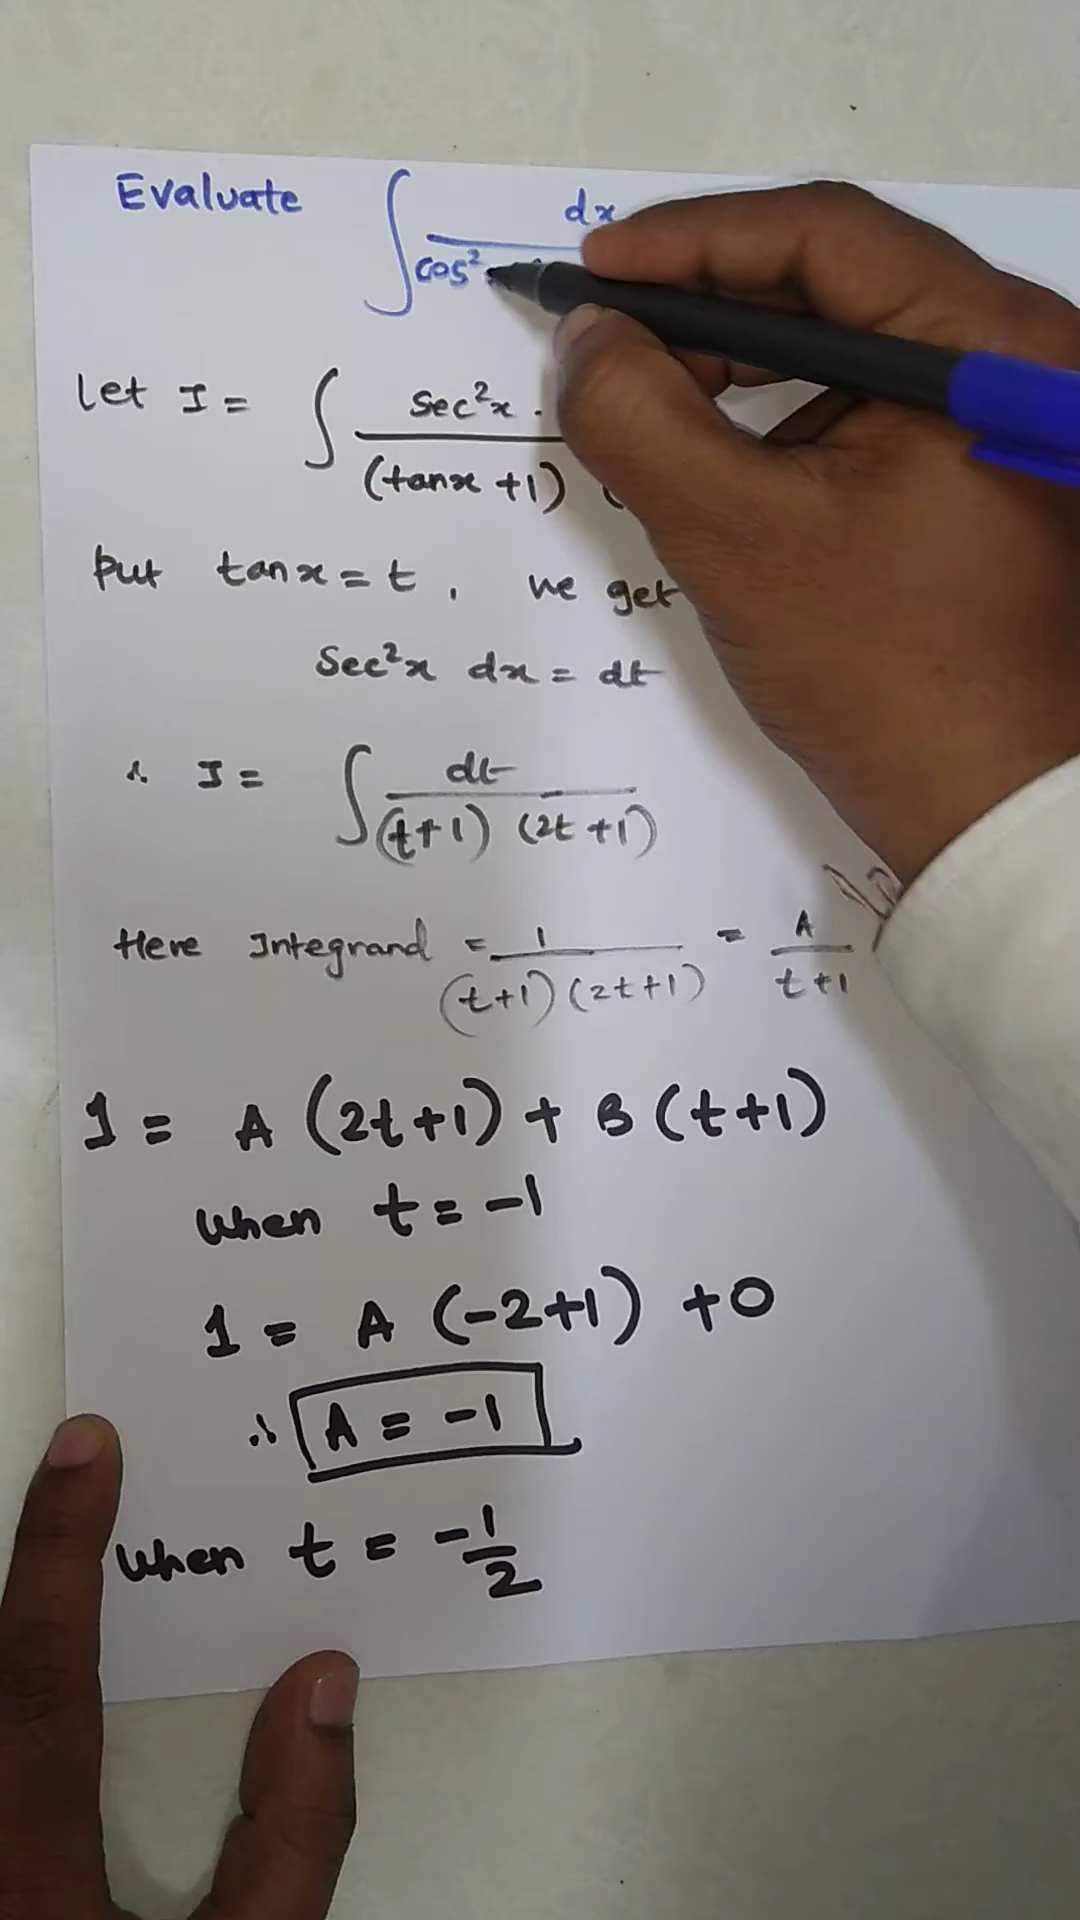 Evaluate ∫ dx / cos²
Let I = ∫ sec²x · / (tanx +1) (
Put tanx = t , we get
Sec²x dx = dt
∴ I = ∫ dt / (t+1) (2t +1)
Here Integrand = 1 / (t+1) (2t+1) = A / t+1
1 = A (2t+1) + B (t+1)
When t = -1
1 = A (-2+1) +0
∴ A = -1
When t = -1/2